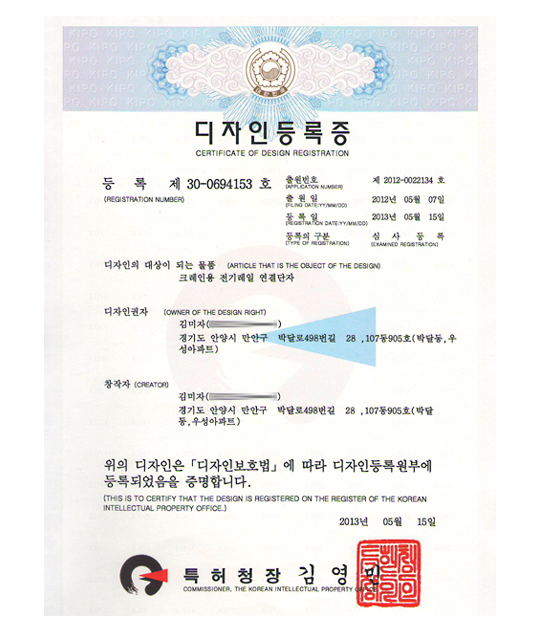 KIPO KIPO KIPO KIPO KIPO
대한민국
디자인등록증
CERTIFICATE OF DESIGN REGISTRATION
등 록 제 30-0694153 호
(REGISTRATION NUMBER)
출원번호 제 2012-0022134 호
(APPLICATION NUMBER)
출 원 일 2012년 05월 07일
(FILING DATE:YY/MM/DD)
등 록 일 2013년 05월 15일
(REGISTRATION DATE:YY/MM/DD)
등록의 구분 심 사 등 록
(TYPE OF REGISTRATION) (EXAMINED REGISTRATION)
디자인의 대상이 되는 물품 (ARTICLE THAT IS THE OBJECT OF THE DESIGN)
크레인용 전기레일 연결단자
디자인권자 (OWNER OF THE DESIGN RIGHT)
김미자( )
경기도 안양시 만안구 박달로498번길 28 ,107동905호(박달동,우
성아파트)
창작자 (CREATOR)
김미자( )
경기도 안양시 만안구 박달로498번길 28 ,107동905호(박달
동,우성아파트)
위의 디자인은 「디자인보호법」에 따라 디자인등록원부에
등록되었음을 증명합니다.
(THIS IS TO CERTIFY THAT THE DESIGN IS REGISTERED ON THE REGISTER OF THE KOREAN
INTELLECTUAL PROPERTY OFFICE.)
2013년 05월 15일
특허청장 김영민
COMMISSIONER, THE KOREAN INTELLECTUAL PROPERTY OFFICE